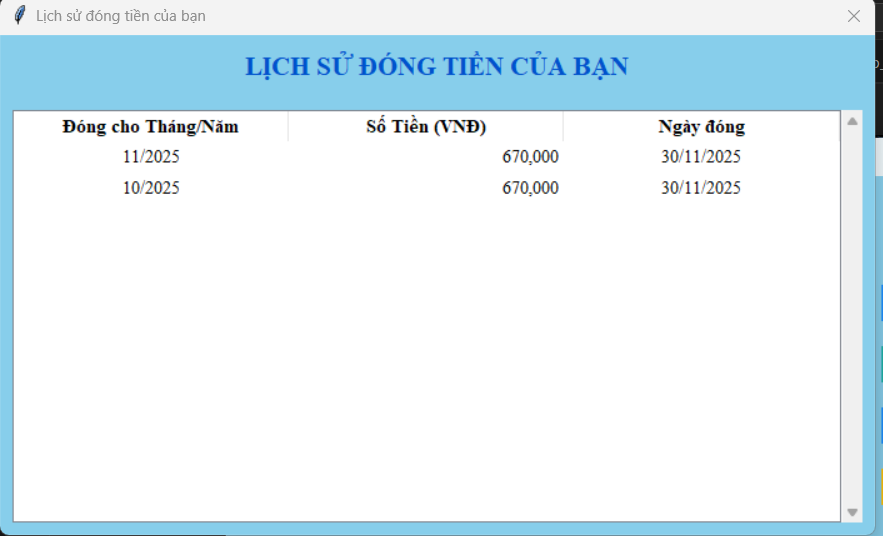 Lịch sử đóng tiền của bạn
LỊCH SỬ ĐÓNG TIỀN CỦA BẠN
Đóng cho Tháng/Năm Số Tiền (VNĐ) Ngày đóng
11/2025 670,000 30/11/2025
10/2025 670,000 30/11/2025